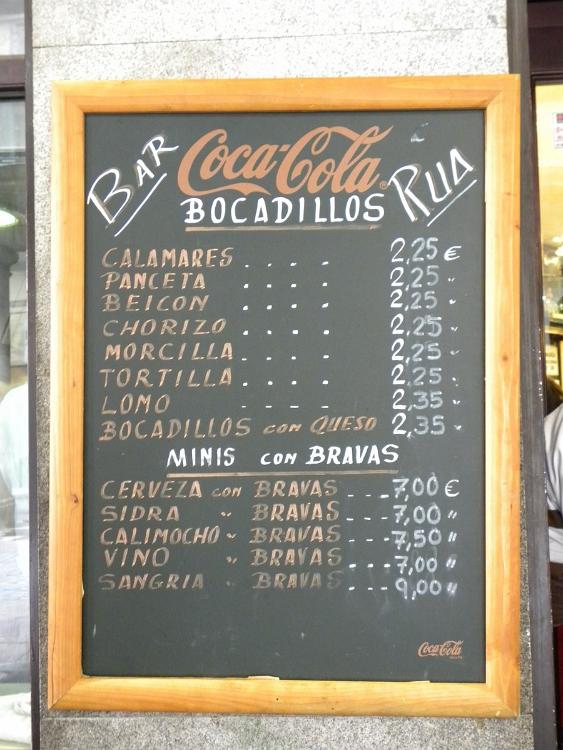 BAR Coca-Cola RUA
BOCADILLOS
CALAMARES . . . . 2,25 €
PANCETA . . . . 2,25 "
BEICON . . . . 2,25 "
CHORIZO . . . . 2,25 "
MORCILLA . . . . 2,25 "
TORTILLA . . . . 2,25 "
LOMO . . . . 2,35 "
BOCADILLOS con QUESO 2,35 "
MINIS con BRAVAS
CERVEZA con BRAVAS ... 7,00 €
SIDRA " BRAVAS ... 7,00 "
CALIMOCHO " BRAVAS ... 7,50 "
VINO " BRAVAS ... 7,00 "
SANGRIA " BRAVAS ... 9,00 "
Coca-Cola